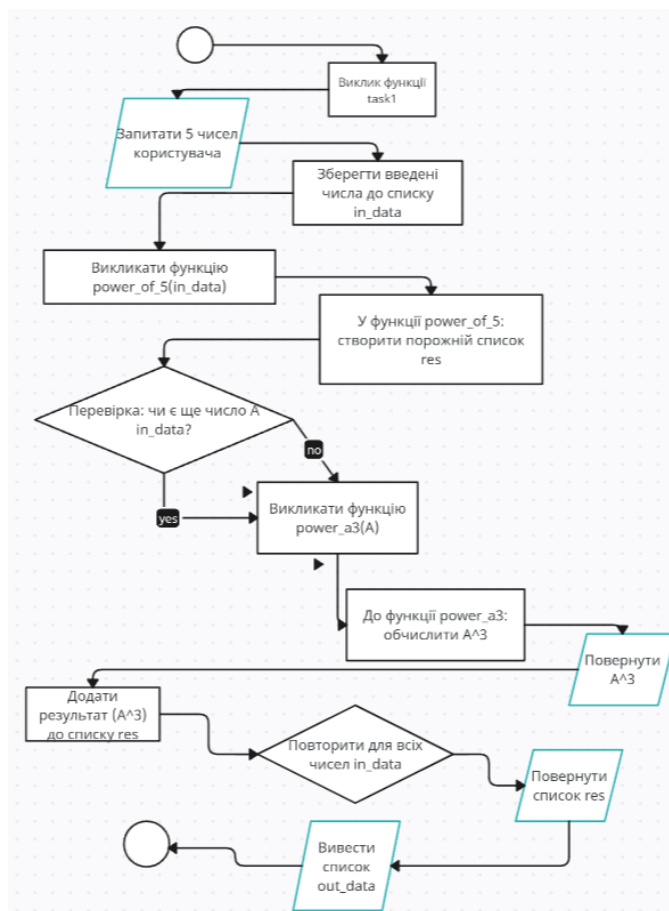 Виклик функції
task1
Запитати 5 чисел
користувача
Зберегти введені
числа до списку
in_data
Викликати функцію
power_of_5(in_data)
У функції power_of_5:
створити порожній список
res
Перевірка: чи є ще число A
in_data?
no
yes
Викликати функцію
power_a3(A)
До функції power_a3:
обчислити A^3
Повернути
A^3
Додати
результат (A^3)
до списку res
Повторити для всіх
чисел in_data
Повернути
список res
Вивести
список
out_data